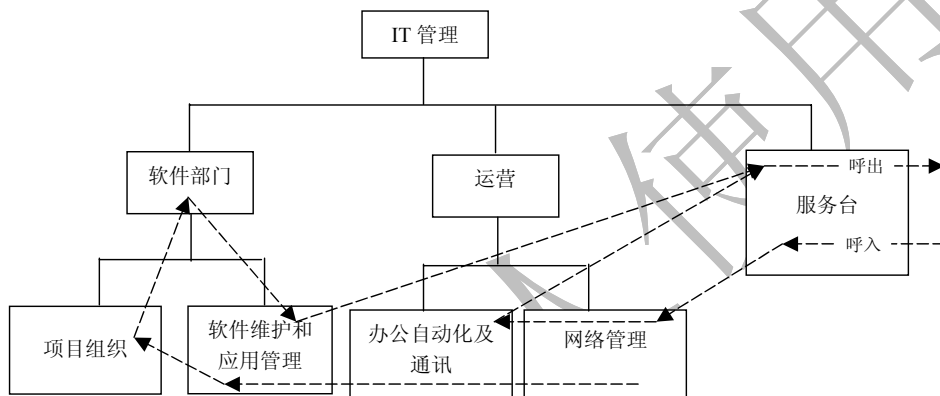 IT 管理
软件部门
运营
呼出
服务台
呼入
项目组织
软件维护和
应用管理
办公自动化及
通讯
网络管理
使用